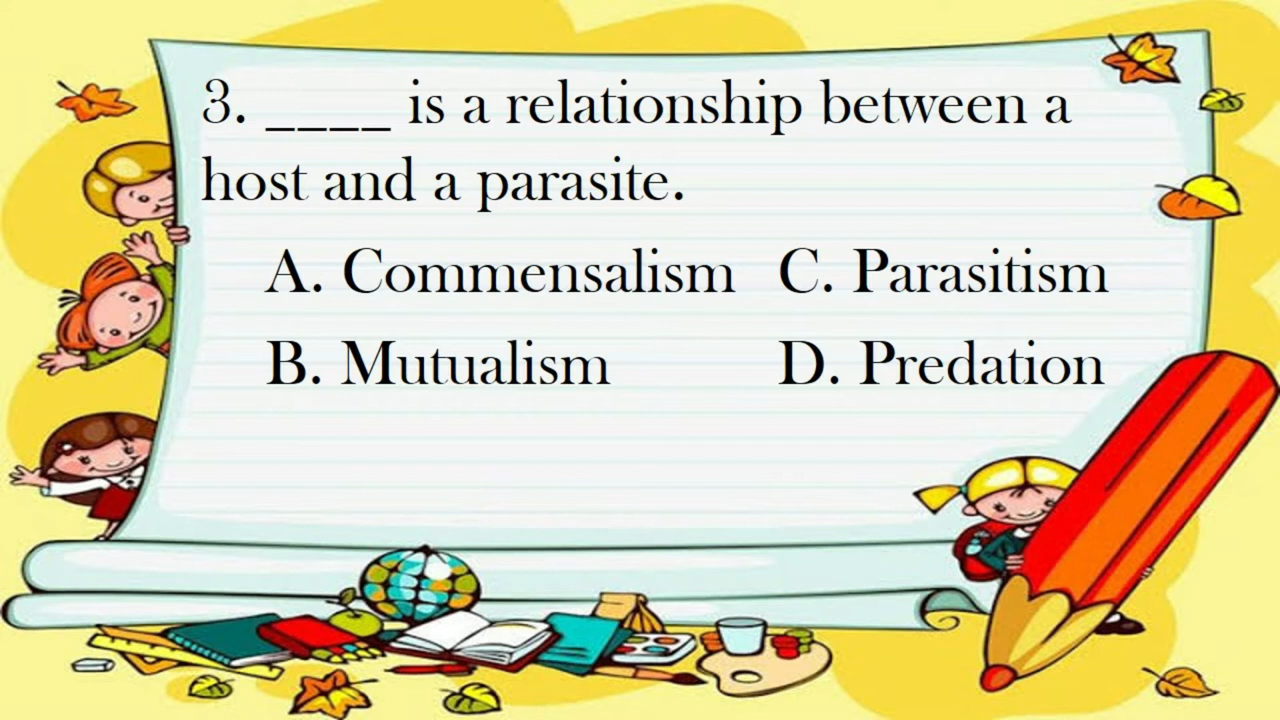 3. ____ is a relationship between a
host and a parasite.
A. Commensalism C. Parasitism
B. Mutualism D. Predation